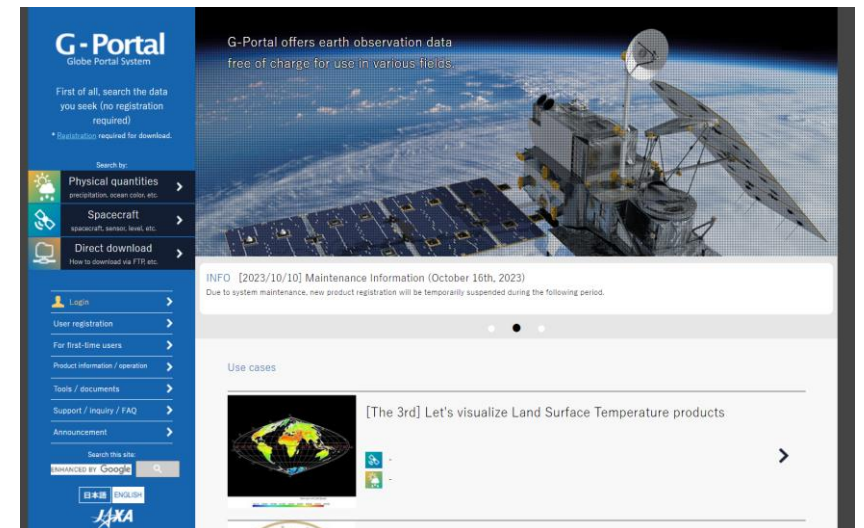 G-Portal
Globe Portal System
First of all, search the data
you seek (no registration
required)
* Registration required for download.
Search by:
Physical quantities
precipitation, ocean color, etc.
Spacecraft
spacecraft, sensor, level, etc.
Direct download
How to download via FTP, etc.
Login
User registration
For first-time users
Product information / operation
Tools / documents
Support / inquiry / FAQ
Announcement
Search this site:
ENHANCED BY Google
日本語 ENGLISH
JAXA
G-Portal offers earth observation data
free of charge for use in various fields.
INFO [2023/10/10] Maintenance Information (October 16th, 2023)
Due to system maintenance, new product registration will be temporarily suspended during the following period.
Use cases
[The 3rd] Let's visualize Land Surface Temperature products
-
-